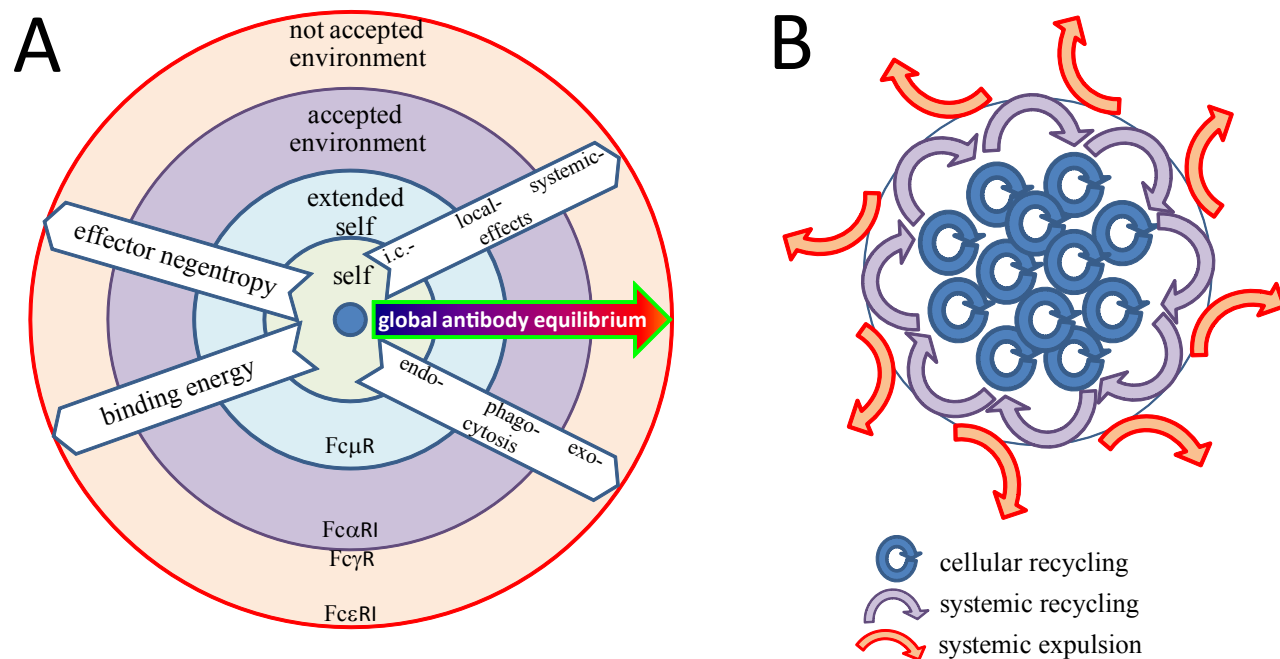 A
not accepted
environment
accepted
environment
extended
self
self
effector negentropy
binding energy
i.c.-
local-
systemic-
effects
global antibody equilibrium
endo-
phago-
exo-
cytosis
FcμR
FcαRI
FcγR
FcεRI
B
cellular recycling
systemic recycling
systemic expulsion